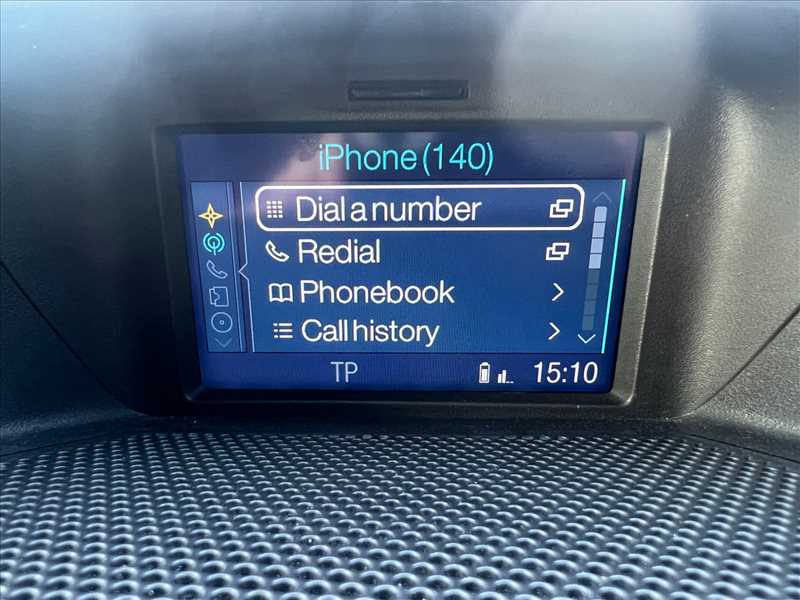 iPhone (140)
Dial a number
Redial
Phonebook
Call history
TP 15:10